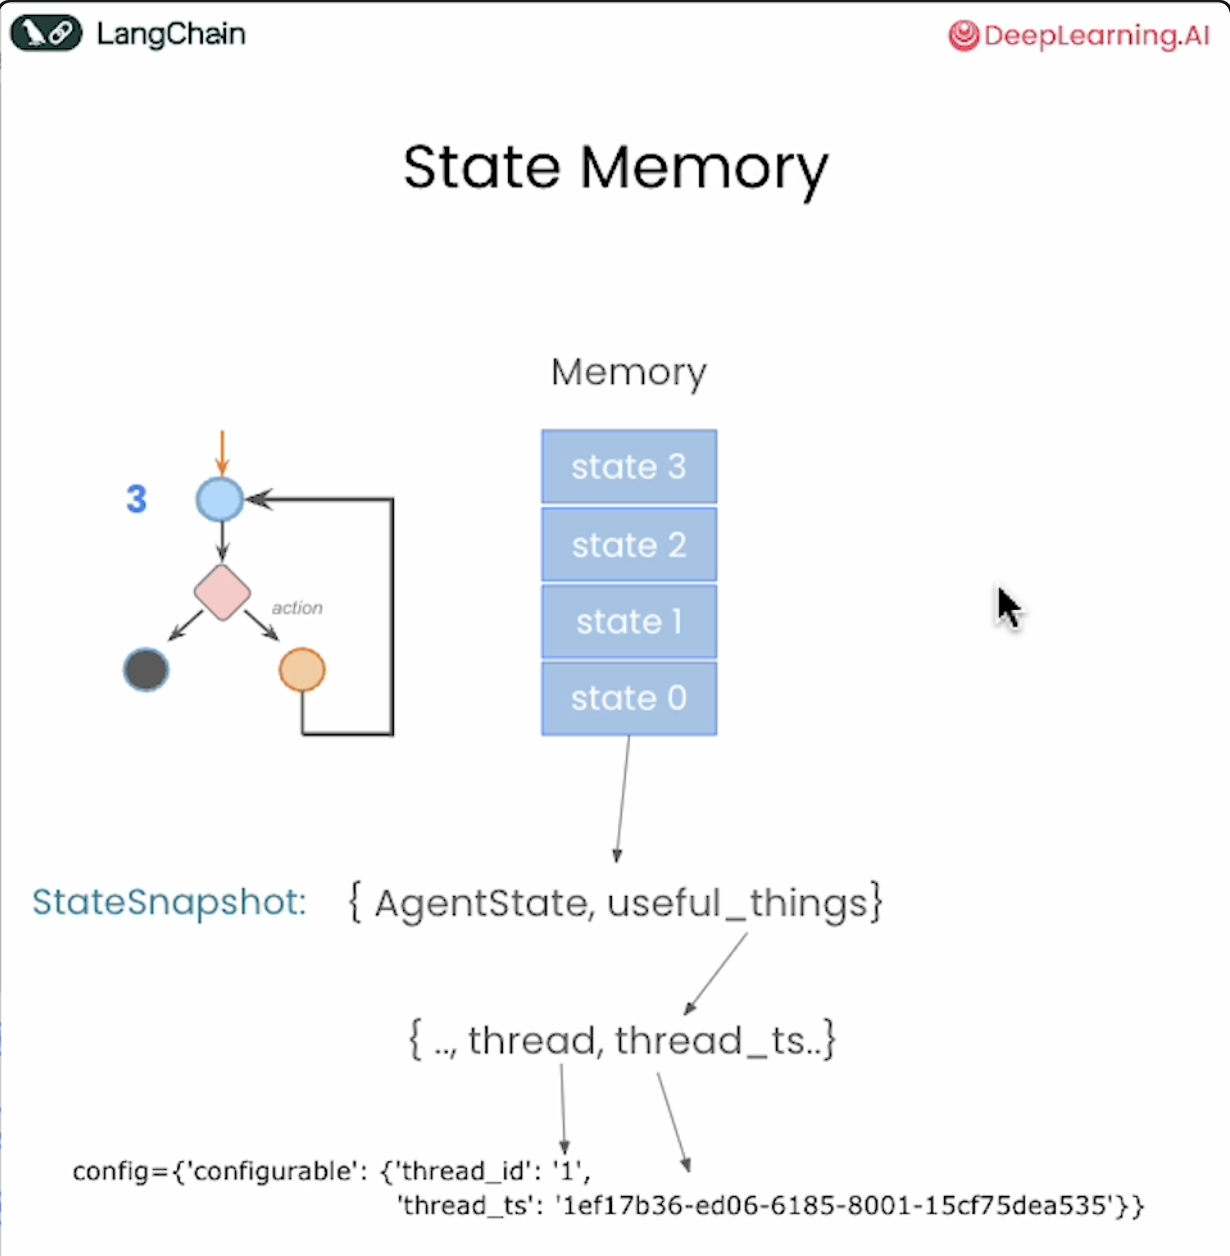 LangChain
DeepLearning.AI
State Memory
Memory
state 3
3
state 2
action
state 1
state 0
StateSnapshot: { AgentState, useful_things}
{ .., thread, thread_ts..}
config={'configurable': {'thread_id': '1',
'thread_ts': '1ef17b36-ed06-6185-8001-15cf75dea535'}}